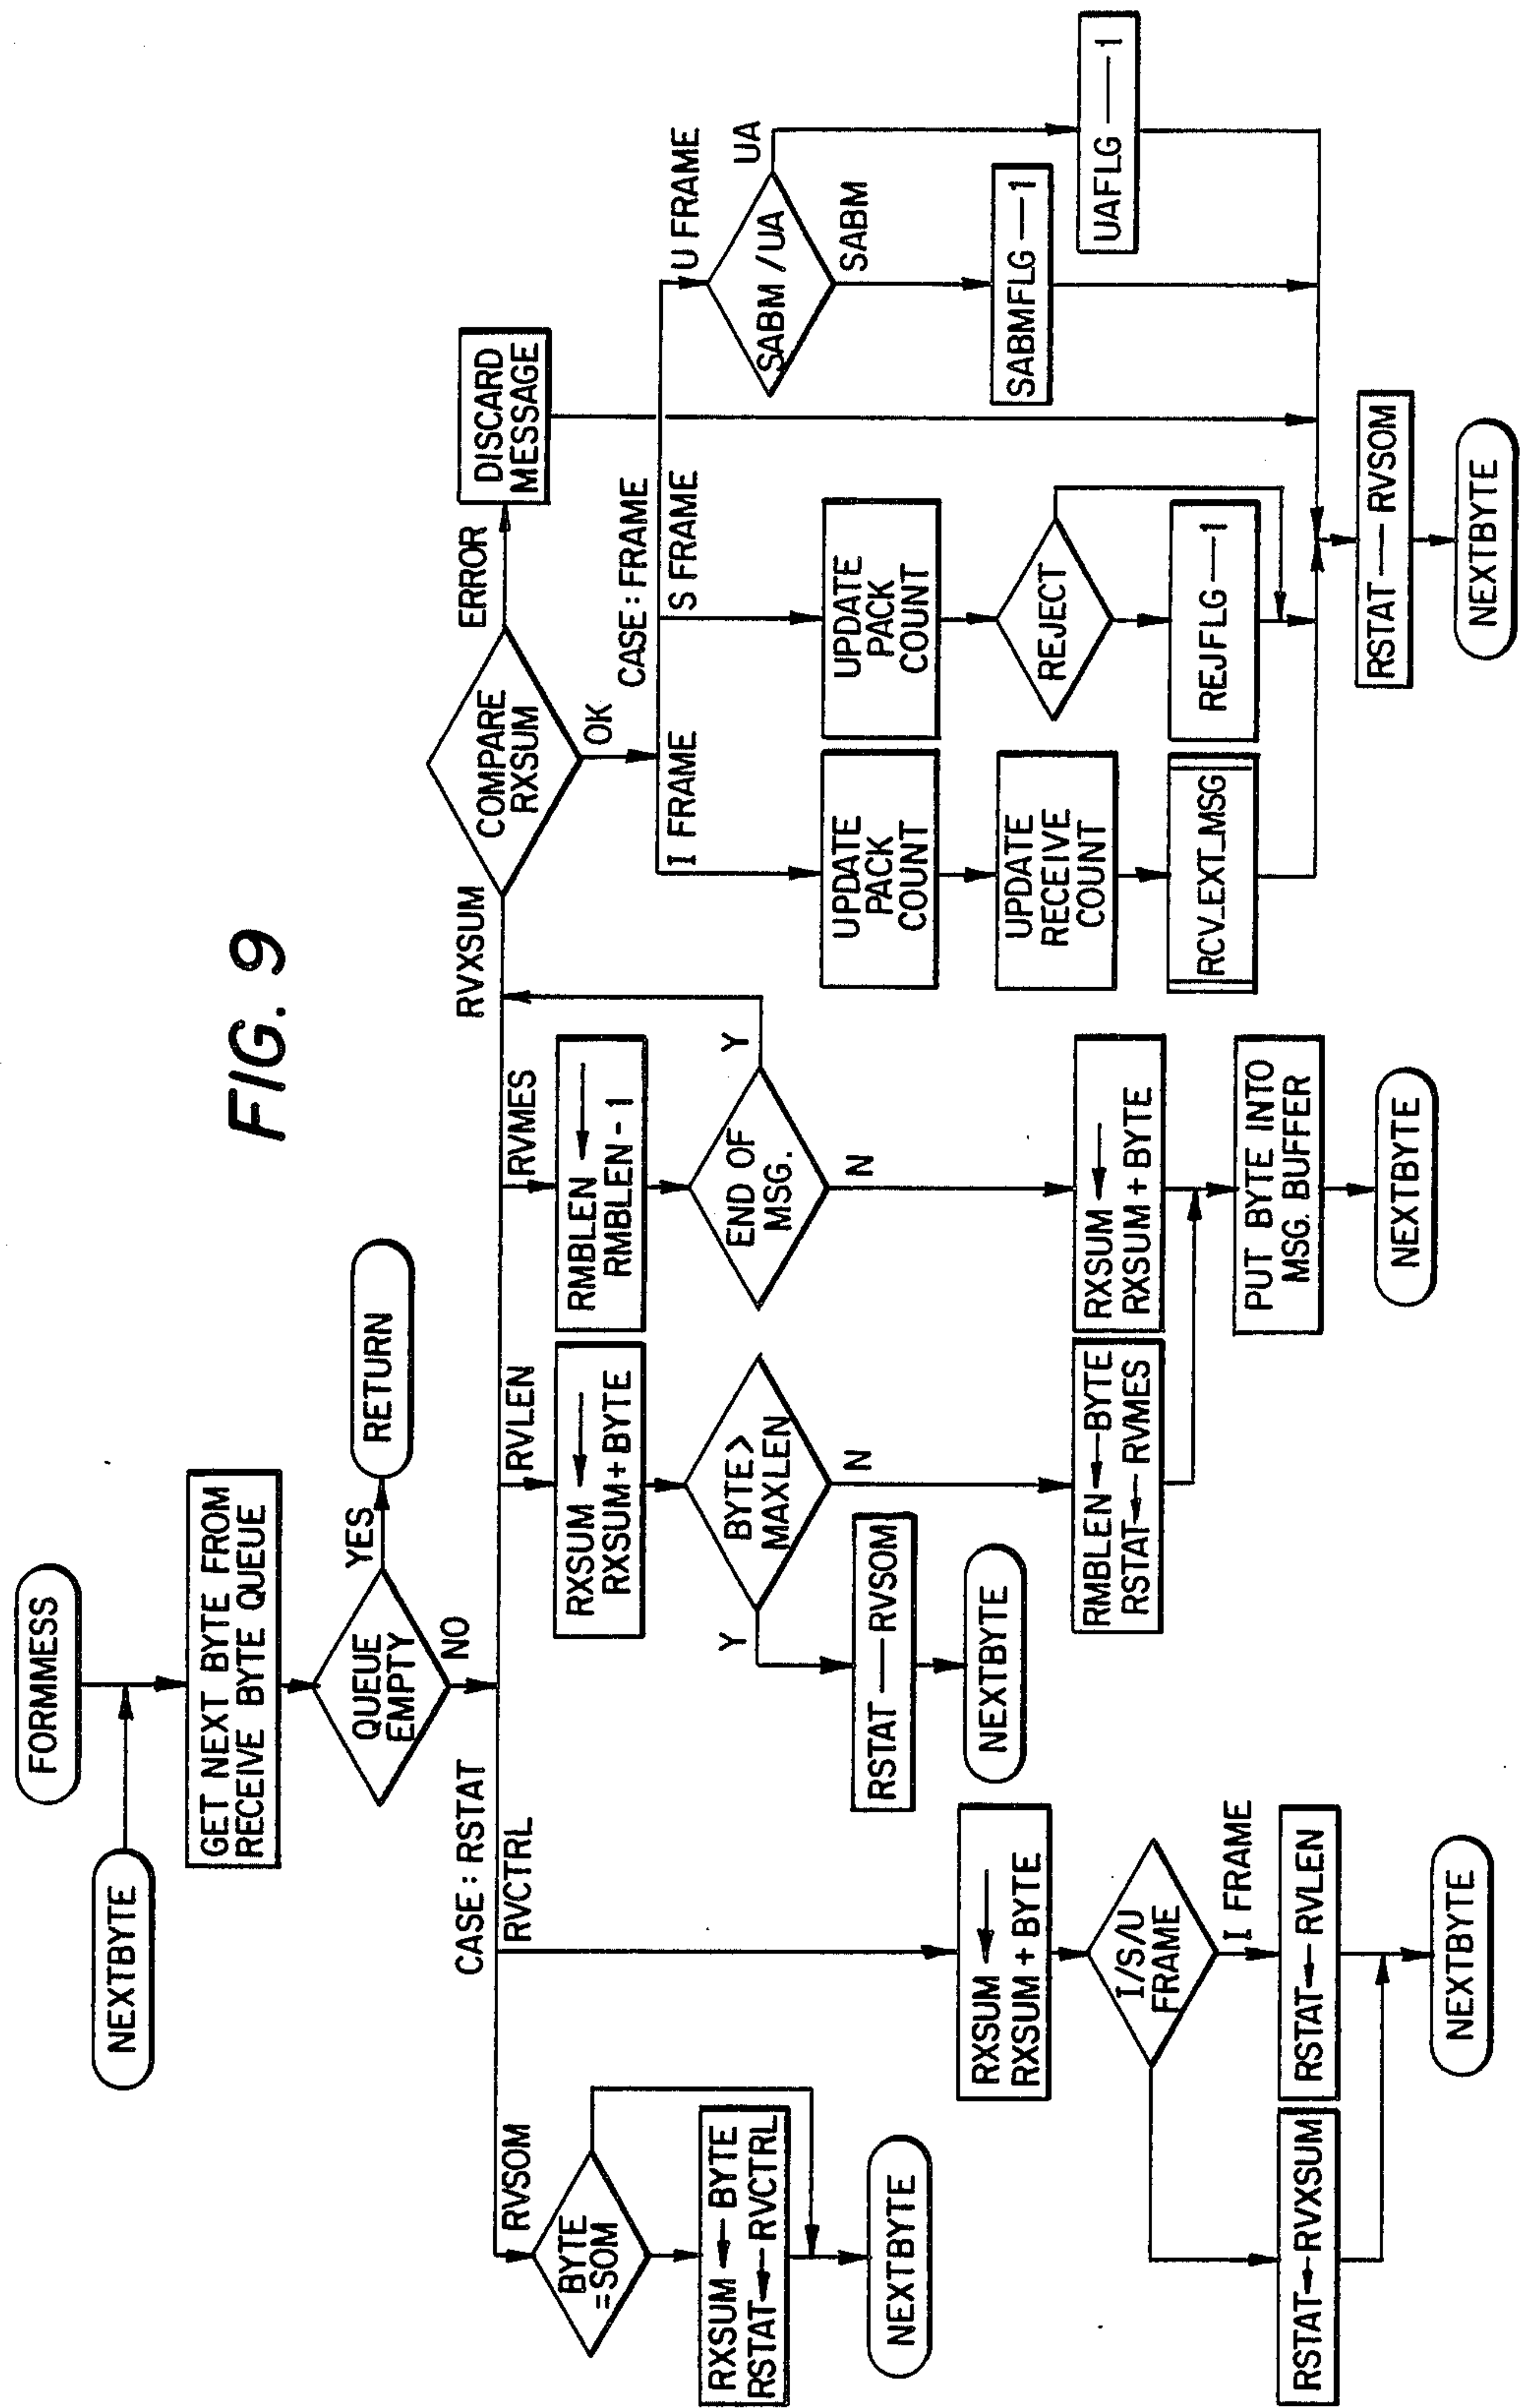 FIG. 9
FORMMESS
NEXTBYTE
GET NEXT BYTE FROM
RECEIVE BYTE QUEUE
QUEUE
EMPTY
YES
RETURN
NO
CASE : RSTAT
RVSOM
BYTE
=SOM
RXSUM ← BYTE
RSTAT ← RVCTRL
NEXTBYTE
RVCTRL
RXSUM ←
RXSUM + BYTE
I/S/U
FRAME
I FRAME
RSTAT ← RVXSUM
RSTAT ← RVLEN
NEXTBYTE
RVLEN
RXSUM ←
RXSUM + BYTE
BYTE >
MAXLEN
Y
N
RSTAT — RVSOM
NEXTBYTE
RMBLEN ← BYTE
RSTAT ← RVMES
RVMES
RMBLEN ←
RMBLEN - 1
END OF
MSG.
Y
N
RXSUM ←
RXSUM + BYTE
PUT BYTE INTO
MSG. BUFFER
NEXTBYTE
RVXSUM
COMPARE
RXSUM
ERROR
DISCARD
MESSAGE
OK
CASE : FRAME
I FRAME
UPDATE
PACK
COUNT
UPDATE
RECEIVE
COUNT
RCV_EXT_MSG
S FRAME
UPDATE
PACK
COUNT
REJECT
REJFLG — 1
U FRAME
SABM / UA
UA
SABM
SABMFLG — 1
UAFLG — 1
RSTAT — RVSOM
NEXTBYTE